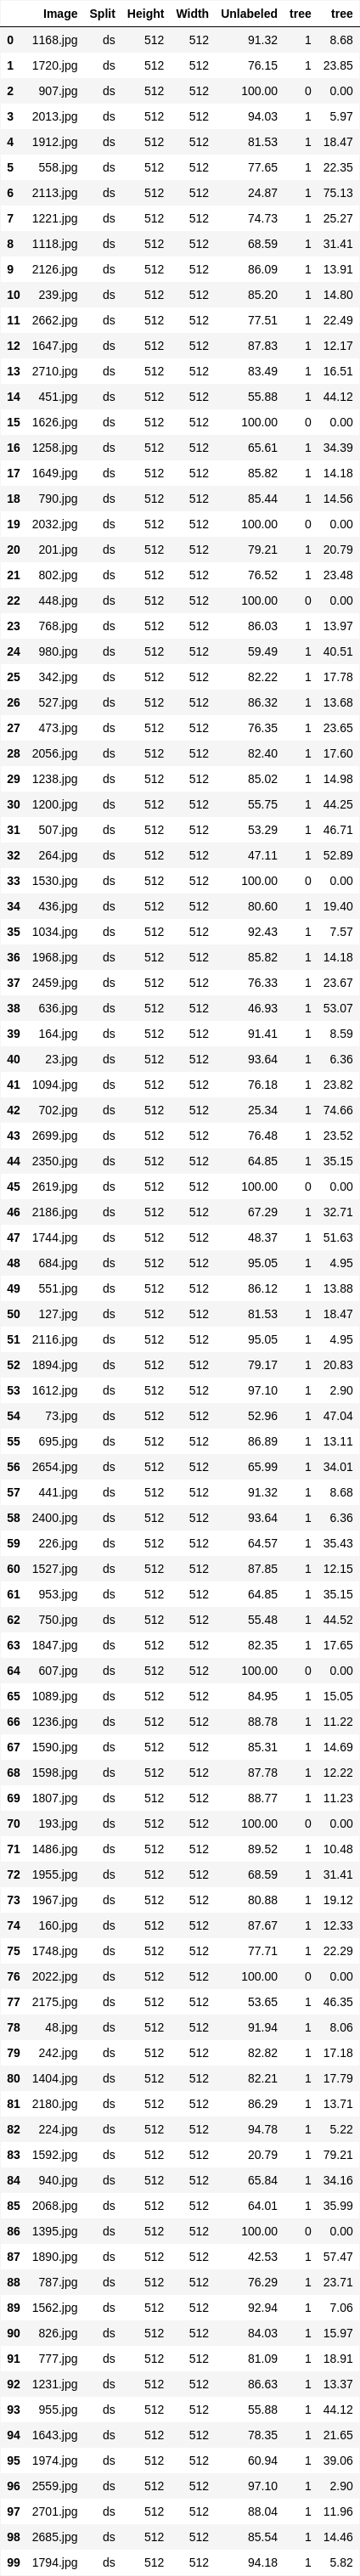 Image Split Height Width Unlabeled tree tree
0 1168.jpg ds 512 512 91.32 1 8.68
1 1720.jpg ds 512 512 76.15 1 23.85
2 907.jpg ds 512 512 100.00 0 0.00
3 2013.jpg ds 512 512 94.03 1 5.97
4 1912.jpg ds 512 512 81.53 1 18.47
5 558.jpg ds 512 512 77.65 1 22.35
6 2113.jpg ds 512 512 24.87 1 75.13
7 1221.jpg ds 512 512 74.73 1 25.27
8 1118.jpg ds 512 512 68.59 1 31.41
9 2126.jpg ds 512 512 86.09 1 13.91
10 239.jpg ds 512 512 85.20 1 14.80
11 2662.jpg ds 512 512 77.51 1 22.49
12 1647.jpg ds 512 512 87.83 1 12.17
13 2710.jpg ds 512 512 83.49 1 16.51
14 451.jpg ds 512 512 55.88 1 44.12
15 1626.jpg ds 512 512 100.00 0 0.00
16 1258.jpg ds 512 512 65.61 1 34.39
17 1649.jpg ds 512 512 85.82 1 14.18
18 790.jpg ds 512 512 85.44 1 14.56
19 2032.jpg ds 512 512 100.00 0 0.00
20 201.jpg ds 512 512 79.21 1 20.79
21 802.jpg ds 512 512 76.52 1 23.48
22 448.jpg ds 512 512 100.00 0 0.00
23 768.jpg ds 512 512 86.03 1 13.97
24 980.jpg ds 512 512 59.49 1 40.51
25 342.jpg ds 512 512 82.22 1 17.78
26 527.jpg ds 512 512 86.32 1 13.68
27 473.jpg ds 512 512 76.35 1 23.65
28 2056.jpg ds 512 512 82.40 1 17.60
29 1238.jpg ds 512 512 85.02 1 14.98
30 1200.jpg ds 512 512 55.75 1 44.25
31 507.jpg ds 512 512 53.29 1 46.71
32 264.jpg ds 512 512 47.11 1 52.89
33 1530.jpg ds 512 512 100.00 0 0.00
34 436.jpg ds 512 512 80.60 1 19.40
35 1034.jpg ds 512 512 92.43 1 7.57
36 1968.jpg ds 512 512 85.82 1 14.18
37 2459.jpg ds 512 512 76.33 1 23.67
38 636.jpg ds 512 512 46.93 1 53.07
39 164.jpg ds 512 512 91.41 1 8.59
40 23.jpg ds 512 512 93.64 1 6.36
41 1094.jpg ds 512 512 76.18 1 23.82
42 702.jpg ds 512 512 25.34 1 74.66
43 2699.jpg ds 512 512 76.48 1 23.52
44 2350.jpg ds 512 512 64.85 1 35.15
45 2619.jpg ds 512 512 100.00 0 0.00
46 2186.jpg ds 512 512 67.29 1 32.71
47 1744.jpg ds 512 512 48.37 1 51.63
48 684.jpg ds 512 512 95.05 1 4.95
49 551.jpg ds 512 512 86.12 1 13.88
50 127.jpg ds 512 512 81.53 1 18.47
51 2116.jpg ds 512 512 95.05 1 4.95
52 1894.jpg ds 512 512 79.17 1 20.83
53 1612.jpg ds 512 512 97.10 1 2.90
54 73.jpg ds 512 512 52.96 1 47.04
55 695.jpg ds 512 512 86.89 1 13.11
56 2654.jpg ds 512 512 65.99 1 34.01
57 441.jpg ds 512 512 91.32 1 8.68
58 2400.jpg ds 512 512 93.64 1 6.36
59 226.jpg ds 512 512 64.57 1 35.43
60 1527.jpg ds 512 512 87.85 1 12.15
61 953.jpg ds 512 512 64.85 1 35.15
62 750.jpg ds 512 512 55.48 1 44.52
63 1847.jpg ds 512 512 82.35 1 17.65
64 607.jpg ds 512 512 100.00 0 0.00
65 1089.jpg ds 512 512 84.95 1 15.05
66 1236.jpg ds 512 512 88.78 1 11.22
67 1590.jpg ds 512 512 85.31 1 14.69
68 1598.jpg ds 512 512 87.78 1 12.22
69 1807.jpg ds 512 512 88.77 1 11.23
70 193.jpg ds 512 512 100.00 0 0.00
71 1486.jpg ds 512 512 89.52 1 10.48
72 1955.jpg ds 512 512 68.59 1 31.41
73 1967.jpg ds 512 512 80.88 1 19.12
74 160.jpg ds 512 512 87.67 1 12.33
75 1748.jpg ds 512 512 77.71 1 22.29
76 2022.jpg ds 512 512 100.00 0 0.00
77 2175.jpg ds 512 512 53.65 1 46.35
78 48.jpg ds 512 512 91.94 1 8.06
79 242.jpg ds 512 512 82.82 1 17.18
80 1404.jpg ds 512 512 82.21 1 17.79
81 2180.jpg ds 512 512 86.29 1 13.71
82 224.jpg ds 512 512 94.78 1 5.22
83 1592.jpg ds 512 512 20.79 1 79.21
84 940.jpg ds 512 512 65.84 1 34.16
85 2068.jpg ds 512 512 64.01 1 35.99
86 1395.jpg ds 512 512 100.00 0 0.00
87 1890.jpg ds 512 512 42.53 1 57.47
88 787.jpg ds 512 512 76.29 1 23.71
89 1562.jpg ds 512 512 92.94 1 7.06
90 826.jpg ds 512 512 84.03 1 15.97
91 777.jpg ds 512 512 81.09 1 18.91
92 1231.jpg ds 512 512 86.63 1 13.37
93 955.jpg ds 512 512 55.88 1 44.12
94 1643.jpg ds 512 512 78.35 1 21.65
95 1974.jpg ds 512 512 60.94 1 39.06
96 2559.jpg ds 512 512 97.10 1 2.90
97 2701.jpg ds 512 512 88.04 1 11.96
98 2685.jpg ds 512 512 85.54 1 14.46
99 1794.jpg ds 512 512 94.18 1 5.82